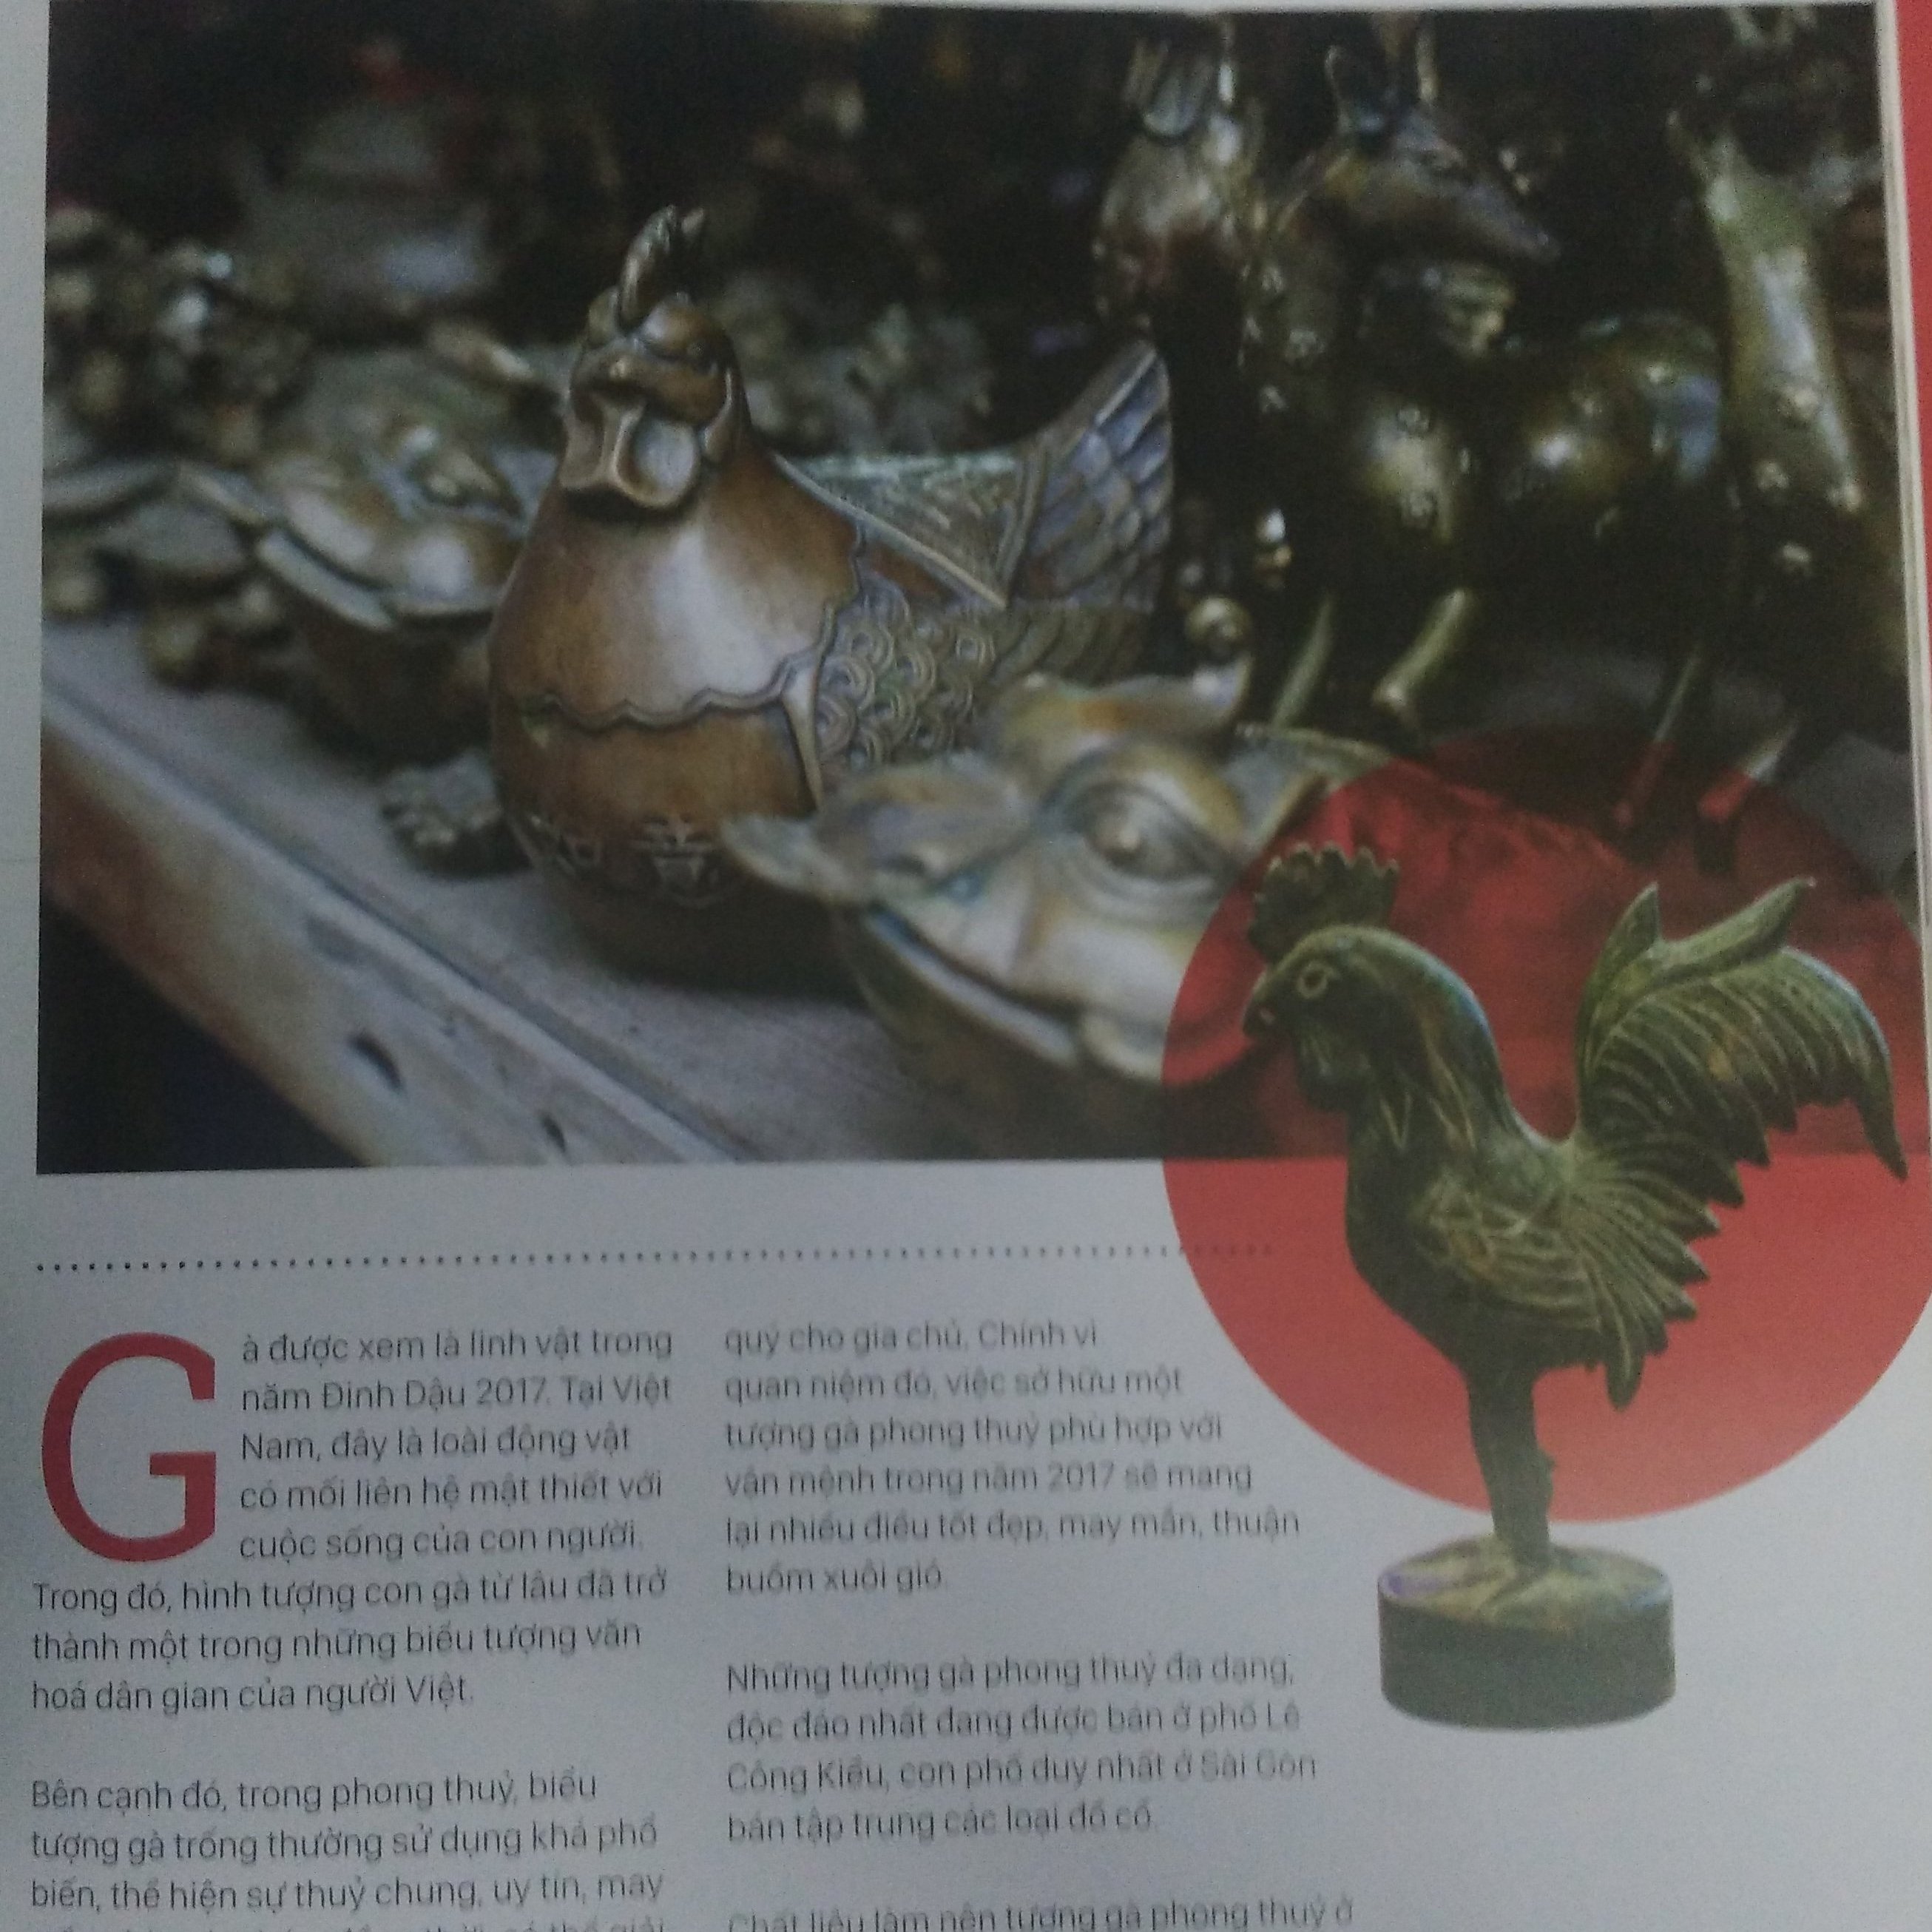 Gà được xem là linh vật trong
năm Đinh Dậu 2017. Tại Việt
Nam, đây là loài động vật
có mối liên hệ mật thiết với
cuộc sống của con người.
Trong đó, hình tượng con gà từ lâu đã trở
thành một trong những biểu tượng văn
hoá dân gian của người Việt.
Bên cạnh đó, trong phong thuỷ, biểu
tượng gà trống thường sử dụng khá phổ
biến, thể hiện sự thuỷ chung, uy tín, may
quý cho gia chủ. Chính vì
quan niệm đó, việc sở hữu một
tượng gà phong thuỷ phù hợp với
vận mệnh trong năm 2017 sẽ mang
lại nhiều điều tốt đẹp, may mắn, thuận
buồm xuôi gió.
Những tượng gà phong thuỷ đa dạng,
độc đáo nhất đang được bán ở phố Lê
Công Kiều, con phố duy nhất ở Sài Gòn
bán tập trung các loại đồ cổ.
Chất liệu làm nên tượng gà phong thuỷ ở